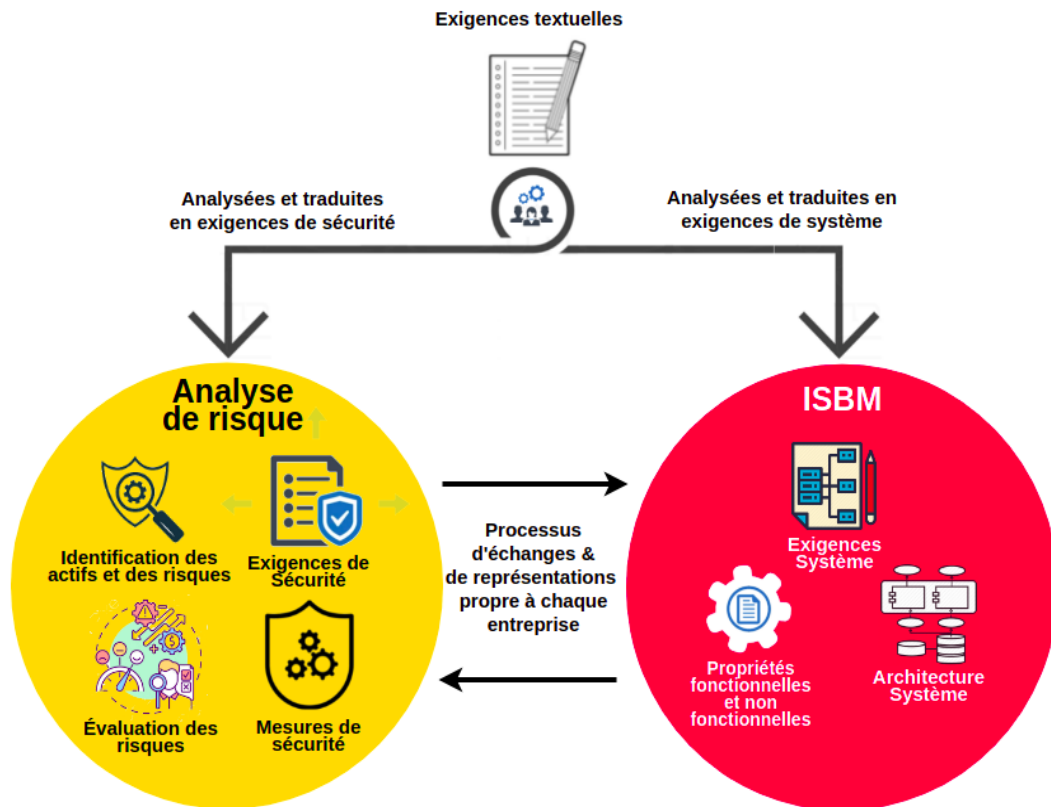 Exigences textuelles
Analysées et traduites
en exigences de sécurité
Analysées et traduites en
exigences de système
Analyse
de risque
Identification des
actifs et des risques
Exigences de
Sécurité
Évaluation des
risques
Mesures de
sécurité
Processus
d'échanges &
de représentations
propre à chaque
entreprise
ISBM
Exigences
Système
Propriétés
fonctionnelles
et non
fonctionnelles
Architecture
Système